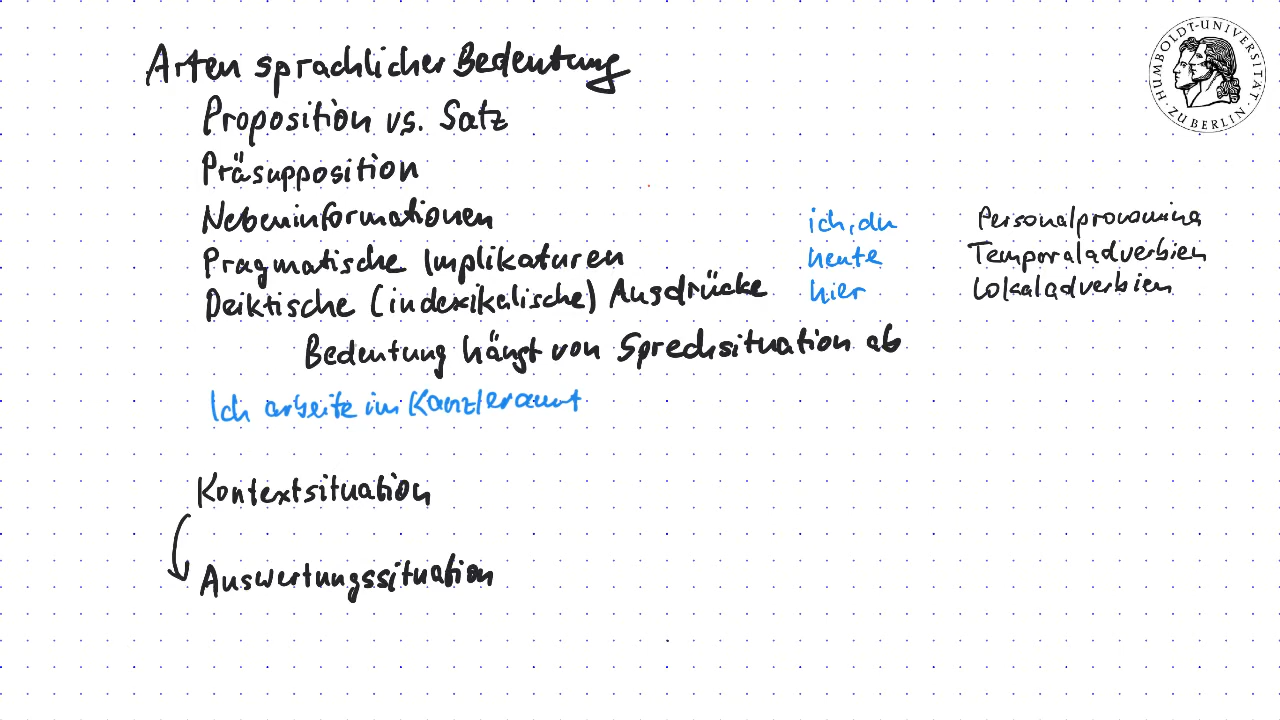 Arten sprachlicher Bedeutung
Proposition vs. Satz
Präsupposition
Nebeninformationen
ich, du Personalpronomina
Pragmatische Implikaturen
heute Temporaladverbien
Deiktische (indexikalische) Ausdrücke
hier Lokaladverbien
Bedeutung hängt von Sprechsituation ab
Ich arbeite im Kanzleramt
Kontextsituation
Auswertungssituation
HUMBOLDT-UNIVERSITÄT · ZU BERLIN ·